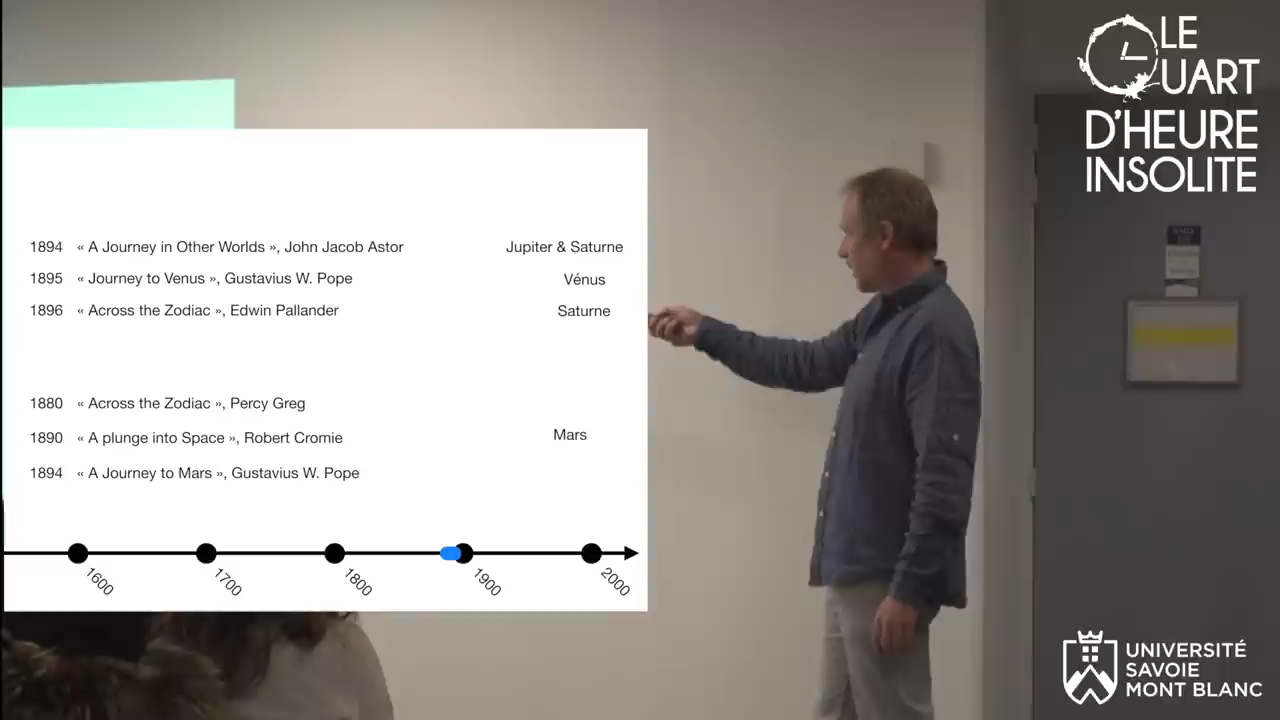 LE
QUART
D'HEURE
INSOLITE
1894 « A Journey in Other Worlds », John Jacob Astor Jupiter & Saturne
1895 « Journey to Venus », Gustavius W. Pope Vénus
1896 « Across the Zodiac », Edwin Pallander Saturne
1880 « Across the Zodiac », Percy Greg
1890 « A plunge into Space », Robert Cromie Mars
1894 « A Journey to Mars », Gustavius W. Pope
1600 1700 1800 1900 2000
UNIVERSITÉ
SAVOIE
MONT BLANC